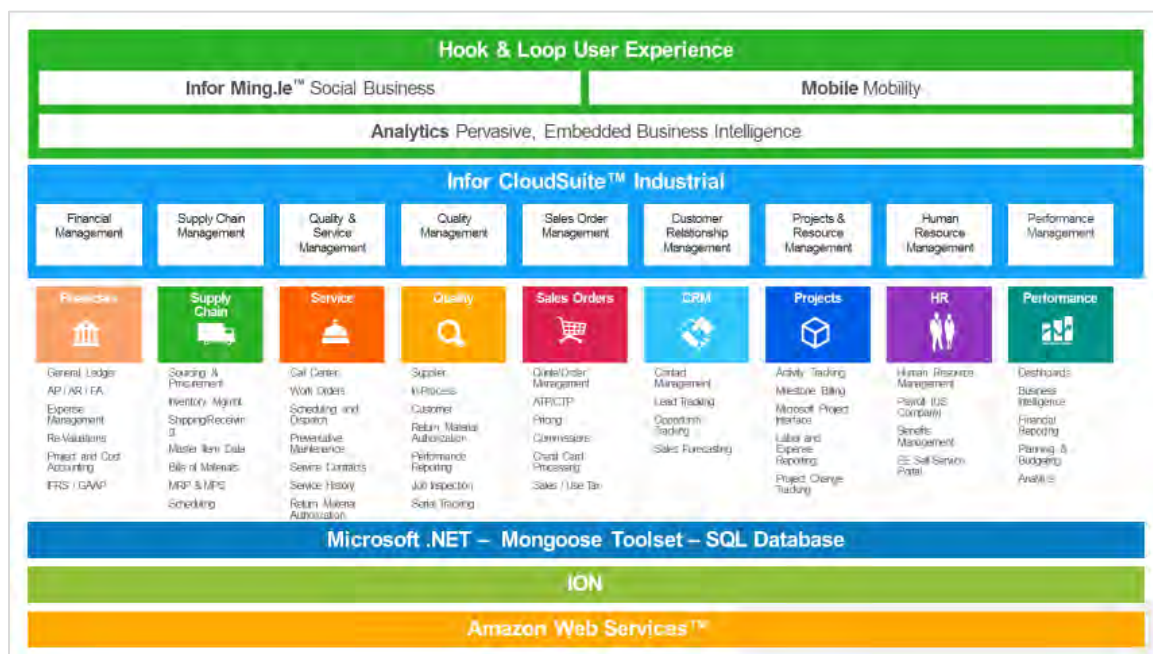 Hook & Loop User Experience
Infor Ming.le™ Social Business
Mobile Mobility
Analytics Pervasive, Embedded Business Intelligence
Infor CloudSuite™ Industrial
Financial
Management
Supply Chain
Management
Quality &
Service
Management
Quality
Management
Sales Order
Management
Customer
Relationship
Management
Projects &
Resource
Management
Human
Resource
Management
Performance
Management
Financials
Supply
Chain
Service
Quality
Sales Orders
CRM
Projects
HR
Performance
General Ledger
AP / AR / FA
Expense
Management
Re-Valuations
Project and Cost
Accounting
IFRS / GAAP
Sourcing &
Procurement
Inventory Mgmt.
Shipping/Receivin
g
Master Item Data
Bills of Materials
MRP & MPS
Scheduling
Call Center
Work Orders
Scheduling and
Dispatch
Preventative
Maintenance
Service Contracts
Service History
Return Material
Authorization
Supplier
In-Process
Customer
Return Material
Authorization
Performance
Reporting
Job Inspection
Serial Tracking
Quote/Order
Management
ATP/CTP
Pricing
Commissions
Credit Card
Processing
Sales / Use Tax
Contact
Management
Lead Tracking
Opportunity
Tracking
Sales Forecasting
Activity Tracking
Milestone Billing
Microsoft Project
Interface
Labor and
Expense
Reporting
Project Change
Tracking
Human Resource
Management
Payroll (US
Company)
Benefits
Management
EE Self-Service
Portal
Dashboards
Business
Intelligence
Financial
Reporting
Planning &
Budgeting
Analytics
Microsoft .NET – Mongoose Toolset – SQL Database
ION
Amazon Web Services™